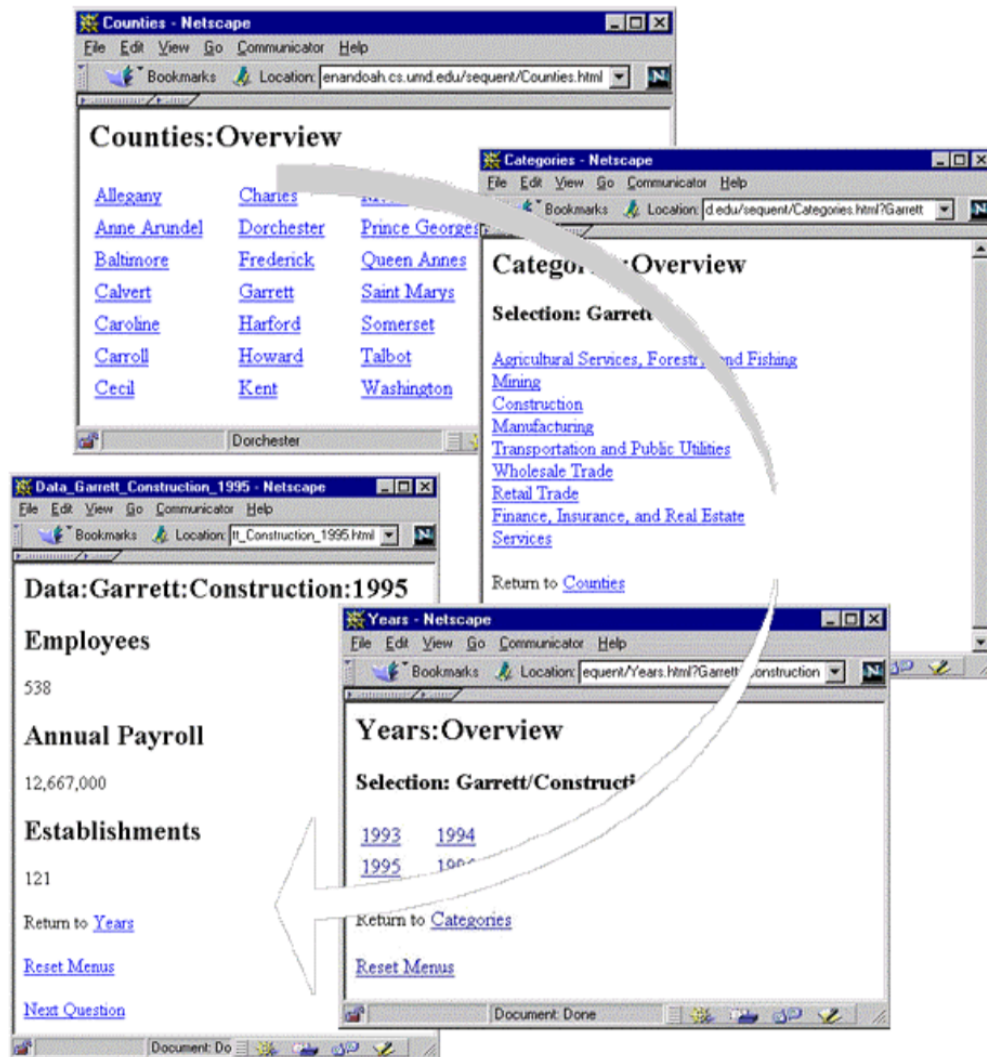 Counties - Netscape
File Edit View Go Communicator Help
Bookmarks Location: enandoah.cs.umd.edu/sequent/Counties.html
Counties:Overview
Allegany Charles
Anne Arundel Dorchester Prince Georges
Baltimore Frederick Queen Annes
Calvert Garrett Saint Marys
Caroline Harford Somerset
Carroll Howard Talbot
Cecil Kent Washington
Dorchester
Categories - Netscape
File Edit View Go Communicator Help
Bookmarks Location: d.edu/sequent/Categories.html?Garrett
Categories:Overview
Selection: Garrett
Agricultural Services, Forestry, and Fishing
Mining
Construction
Manufacturing
Transportation and Public Utilities
Wholesale Trade
Retail Trade
Finance, Insurance, and Real Estate
Services
Return to Counties
Years - Netscape
File Edit View Go Communicator Help
Bookmarks Location: equent/Years.html?Garrett Construction
Years:Overview
Selection: Garrett/Constructi
1993 1994
1995
Return to Categories
Reset Menus
Document: Done
Data_Garrett_Construction_1995 - Netscape
File Edit View Go Communicator Help
Bookmarks Location: tt_Construction_1995.html
Data:Garrett:Construction:1995
Employees
538
Annual Payroll
12,667,000
Establishments
121
Return to Years
Reset Menus
Next Question
Document: Do